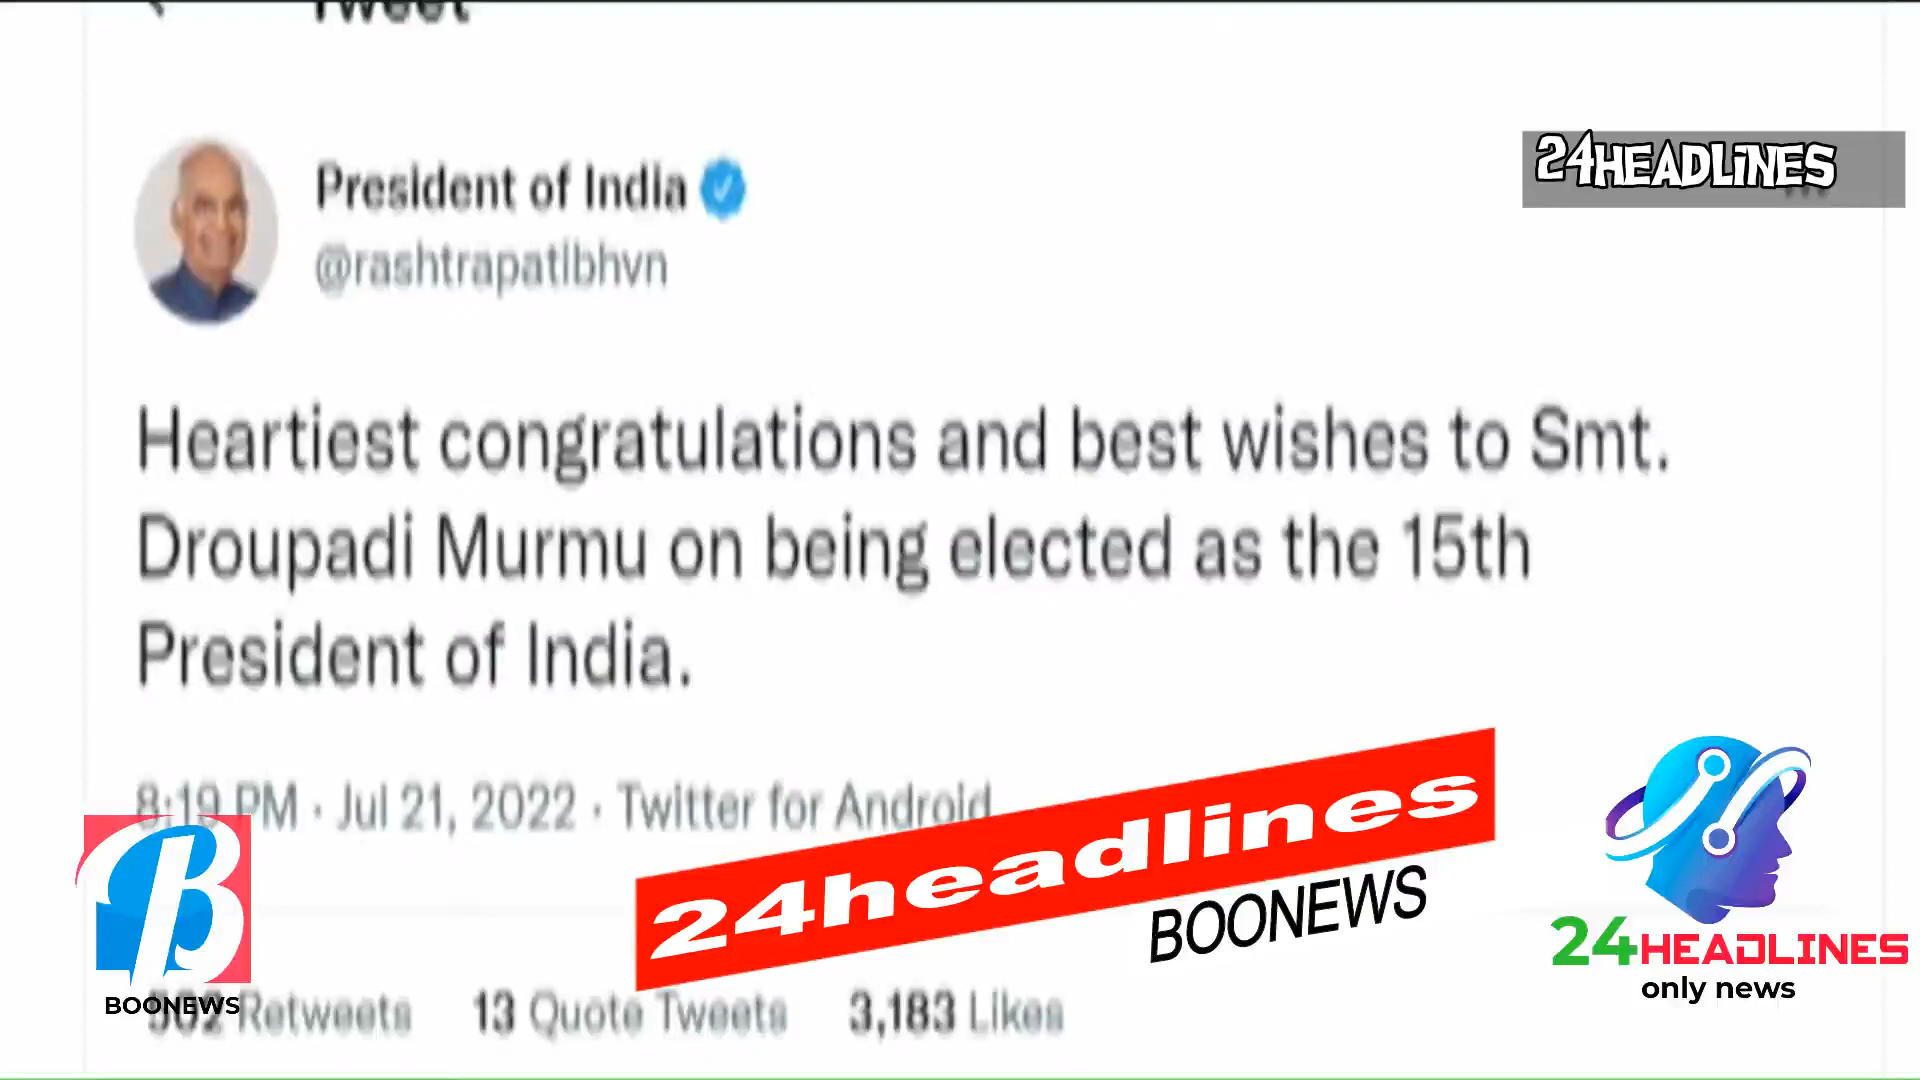 Tweet
President of India
@rashtrapatibhvn
24HEADLINES
Heartiest congratulations and best wishes to Smt.
Droupadi Murmu on being elected as the 15th
President of India.
8:19 PM · Jul 21, 2022 · Twitter for Android
24headlines
BOONEWS
B
BOONEWS
24HEADLINES
only news
502 Retweets 13 Quote Tweets 3,183 Likes